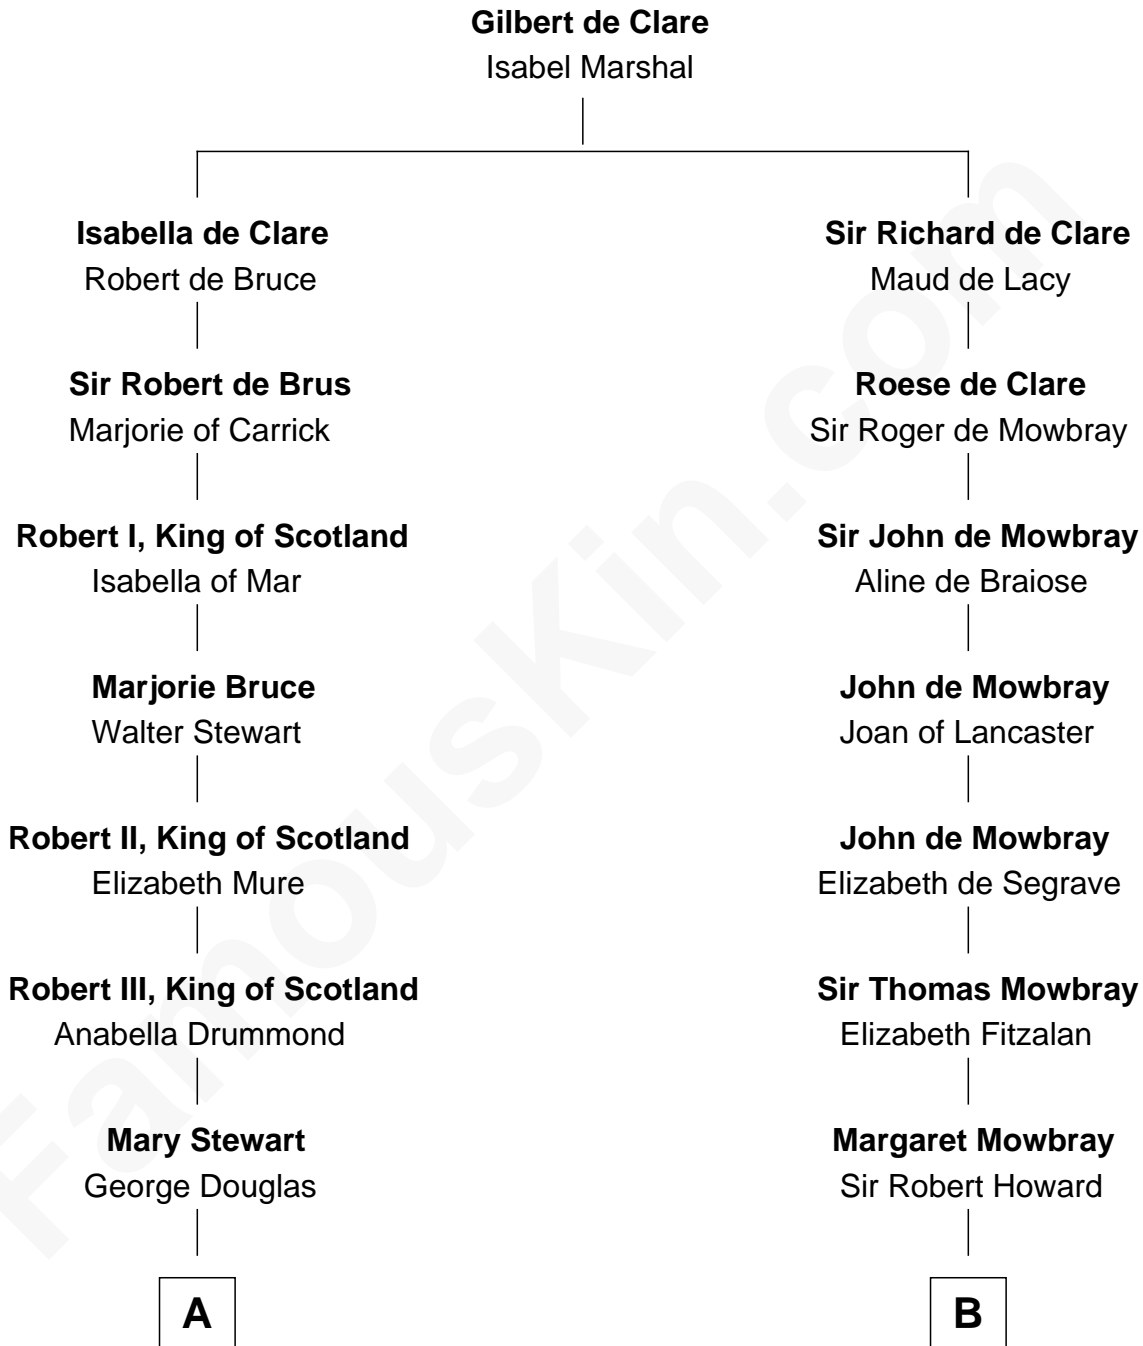 Gilbert de Clare
Isabel Marshal
Isabella de Clare
Robert de Bruce
Sir Richard de Clare
Maud de Lacy
Sir Robert de Brus
Marjorie of Carrick
Roese de Clare
Sir Roger de Mowbray
Robert I, King of Scotland
Isabella of Mar
Sir John de Mowbray
Aline de Braiose
Marjorie Bruce
Walter Stewart
John de Mowbray
Joan of Lancaster
Robert II, King of Scotland
Elizabeth Mure
John de Mowbray
Elizabeth de Segrave
Robert III, King of Scotland
Anabella Drummond
Sir Thomas Mowbray
Elizabeth Fitzalan
Mary Stewart
George Douglas
Margaret Mowbray
Sir Robert Howard
A
B
FamousKin.com